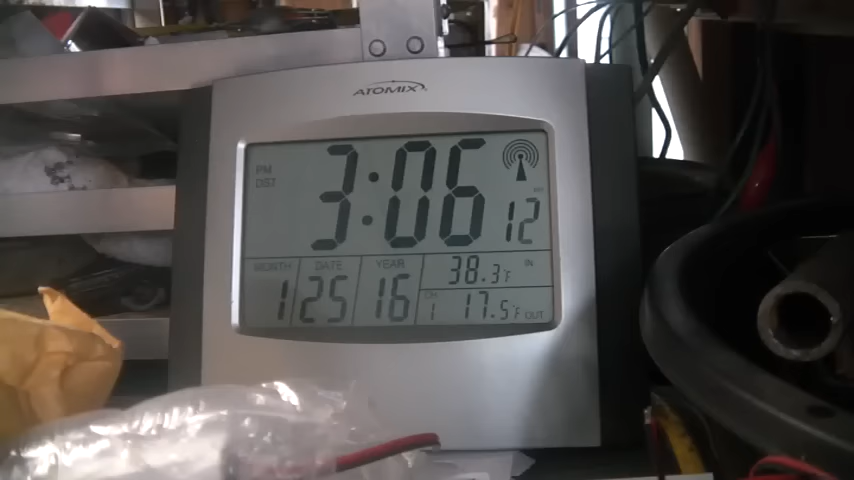 ATOMIX
PM
DST
3:06 12
MONTH DATE YEAR
1 25 16
38.3°F IN
CH 1 17.5°F OUT